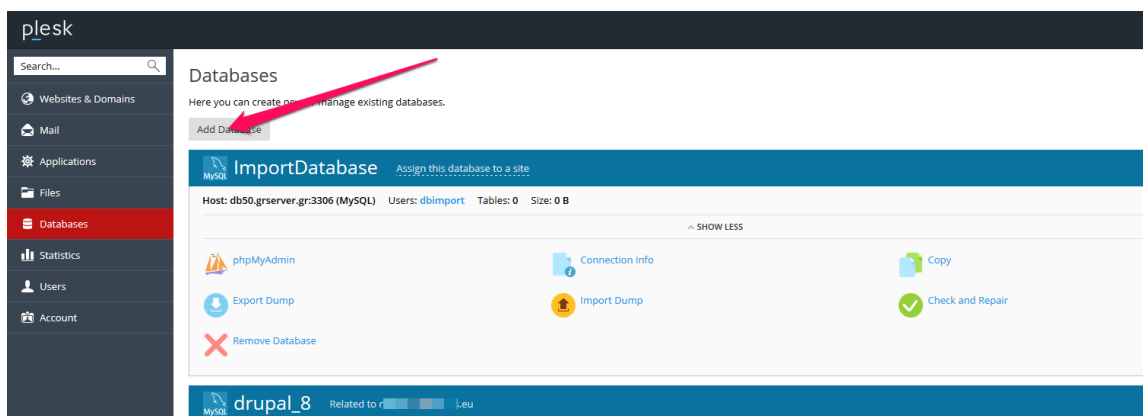 plesk
Search...
Websites & Domains
Mail
Applications
Files
Databases
Statistics
Users
Account
Databases
Here you can create manage existing databases.
Add Database
MySQL ImportDatabase Assign this database to a site
Host: db50.grserver.gr:3306 (MySQL) Users: dbimport Tables: 0 Size: 0 B
SHOW LESS
phpMyAdmin Connection Info Copy
Export Dump Import Dump Check and Repair
Remove Database
MySQL drupal_8 Related to s.eu